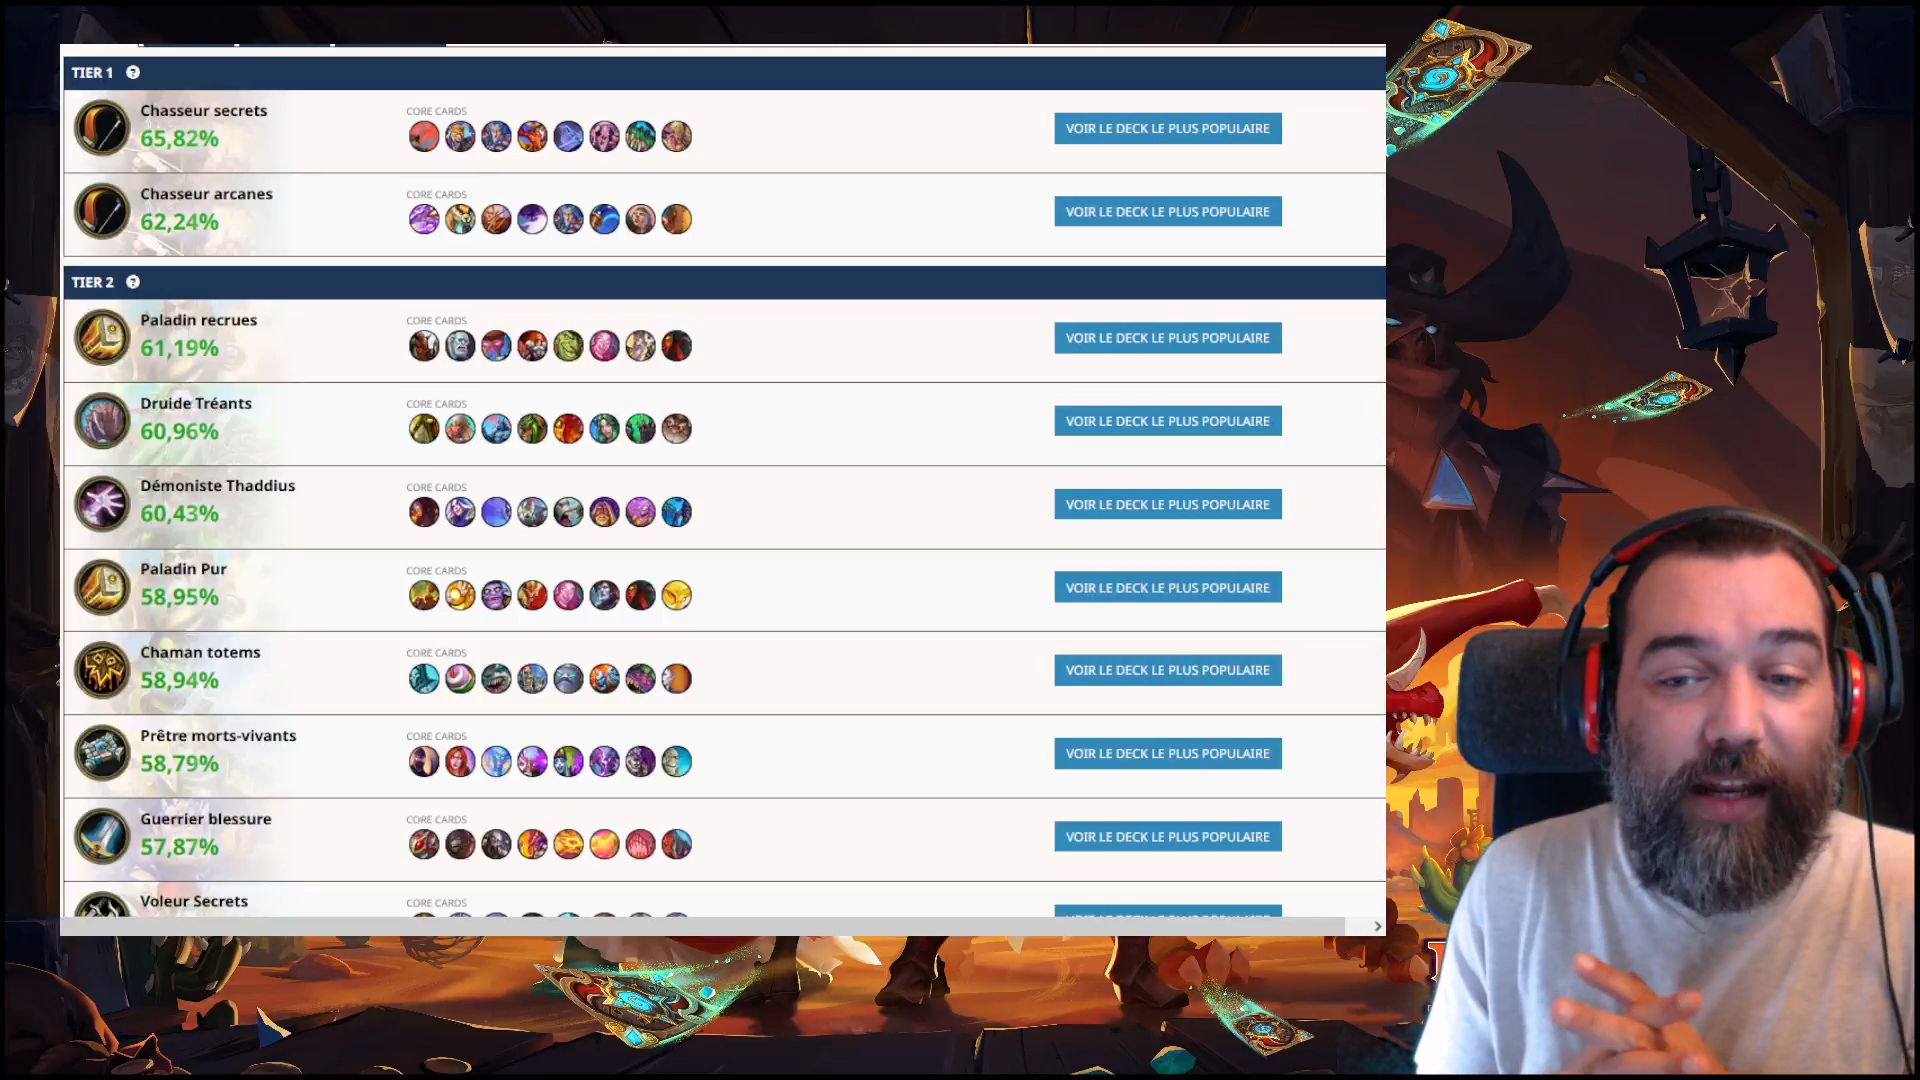 TIER 1 ?
Chasseur secrets
65,82%
CORE CARDS
VOIR LE DECK LE PLUS POPULAIRE
Chasseur arcanes
62,24%
CORE CARDS
VOIR LE DECK LE PLUS POPULAIRE
TIER 2 ?
Paladin recrues
61,19%
CORE CARDS
VOIR LE DECK LE PLUS POPULAIRE
Druide Tréants
60,96%
CORE CARDS
VOIR LE DECK LE PLUS POPULAIRE
Démoniste Thaddius
60,43%
CORE CARDS
VOIR LE DECK LE PLUS POPULAIRE
Paladin Pur
58,95%
CORE CARDS
VOIR LE DECK LE PLUS POPULAIRE
Chaman totems
58,94%
CORE CARDS
VOIR LE DECK LE PLUS POPULAIRE
Prêtre morts-vivants
58,79%
CORE CARDS
VOIR LE DECK LE PLUS POPULAIRE
Guerrier blessure
57,87%
CORE CARDS
VOIR LE DECK LE PLUS POPULAIRE
Voleur Secrets
CORE CARDS